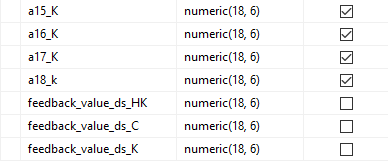 a15_K numeric(18, 6)
a16_K numeric(18, 6)
a17_K numeric(18, 6)
a18_k numeric(18, 6)
feedback_value_ds_HK numeric(18, 6)
feedback_value_ds_C numeric(18, 6)
feedback_value_ds_K numeric(18, 6)